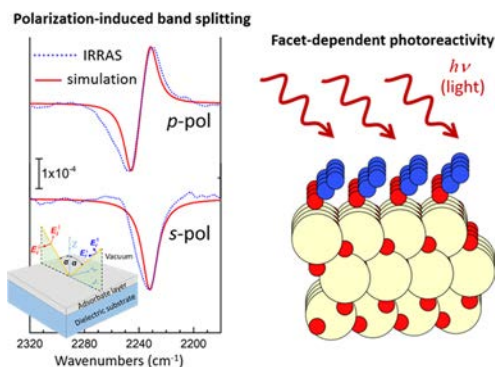 Polarization-induced band splitting
IRRAS
simulation
p-pol
1x10⁻⁴
s-pol
Vacuum
Adsorbate layer
Dielectric substrate
2320 2280 2240 2200
Wavenumbers (cm⁻¹)
Facet-dependent photoreactivity
hν
(light)